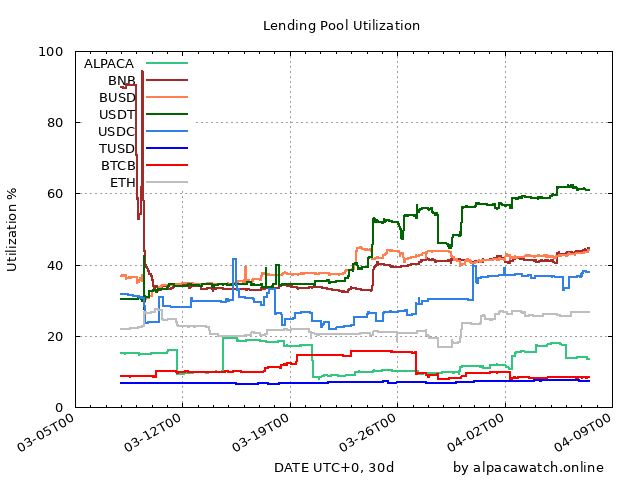 Lending Pool Utilization
100
80
60
40
20
0
Utilization %
ALPACA
BNB
BUSD
USDT
USDC
TUSD
BTCB
ETH
03-05T00
03-12T00
03-19T00
03-26T00
04-02T00
04-09T00
DATE UTC+0, 30d
by alpacawatch.online